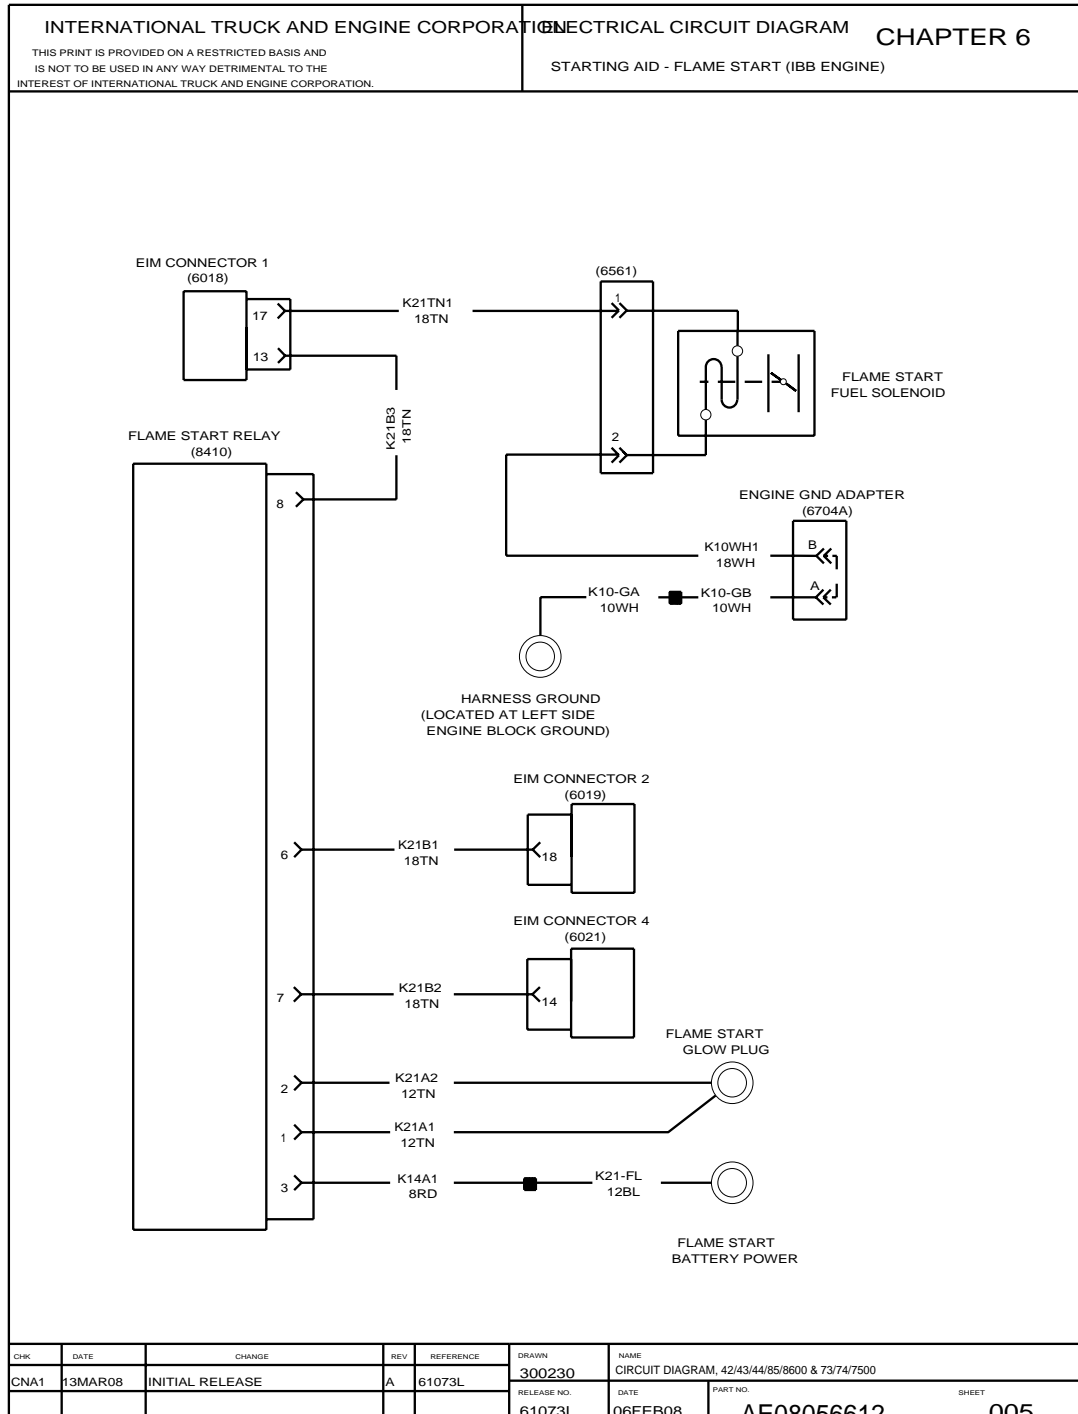 INTERNATIONAL TRUCK AND ENGINE CORPORATION
THIS PRINT IS PROVIDED ON A RESTRICTED BASIS AND
IS NOT TO BE USED IN ANY WAY DETRIMENTAL TO THE
INTEREST OF INTERNATIONAL TRUCK AND ENGINE CORPORATION.
ELECTRICAL CIRCUIT DIAGRAM
CHAPTER 6
STARTING AID - FLAME START (IBB ENGINE)
EIM CONNECTOR 1
(6018)
17
13
K21TN1
18TN
(6561)
1
2
FLAME START
FUEL SOLENOID
K21B3
18TN
FLAME START RELAY
(8410)
8
ENGINE GND ADAPTER
(6704A)
K10WH1
18WH
B
K10-GA
10WH
K10-GB
10WH
A
HARNESS GROUND
(LOCATED AT LEFT SIDE
ENGINE BLOCK GROUND)
EIM CONNECTOR 2
(6019)
6
K21B1
18TN
18
EIM CONNECTOR 4
(6021)
7
K21B2
18TN
14
FLAME START
GLOW PLUG
2
K21A2
12TN
1
K21A1
12TN
3
K14A1
8RD
K21-FL
12BL
FLAME START
BATTERY POWER
CHK DATE CHANGE REV REFERENCE
CNA1 13MAR08 INITIAL RELEASE A 61073L
DRAWN
300230
NAME
CIRCUIT DIAGRAM, 42/43/44/85/8600 & 73/74/7500
RELEASE NO.
61073L
DATE
06FEB08
PART NO.
AE08056612
SHEET
005